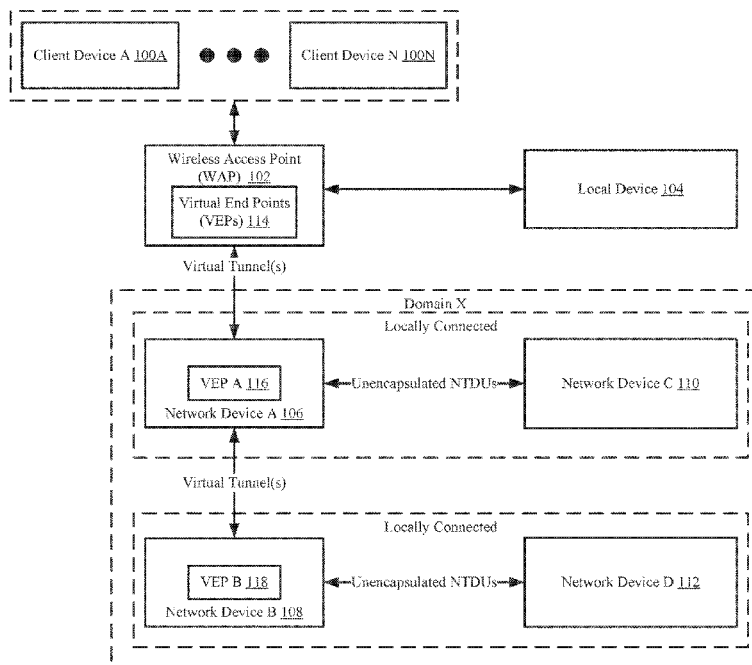 Client Device A 100A
Client Device N 100N
Wireless Access Point
(WAP) 102
Virtual End Points
(VEPs) 114
Local Device 104
Virtual Tunnel(s)
Domain X
Locally Connected
VEP A 116
Network Device A 106
Unencapsulated NTDUs
Network Device C 110
Virtual Tunnel(s)
Locally Connected
VEP B 118
Network Device B 108
Unencapsulated NTDUs
Network Device D 112